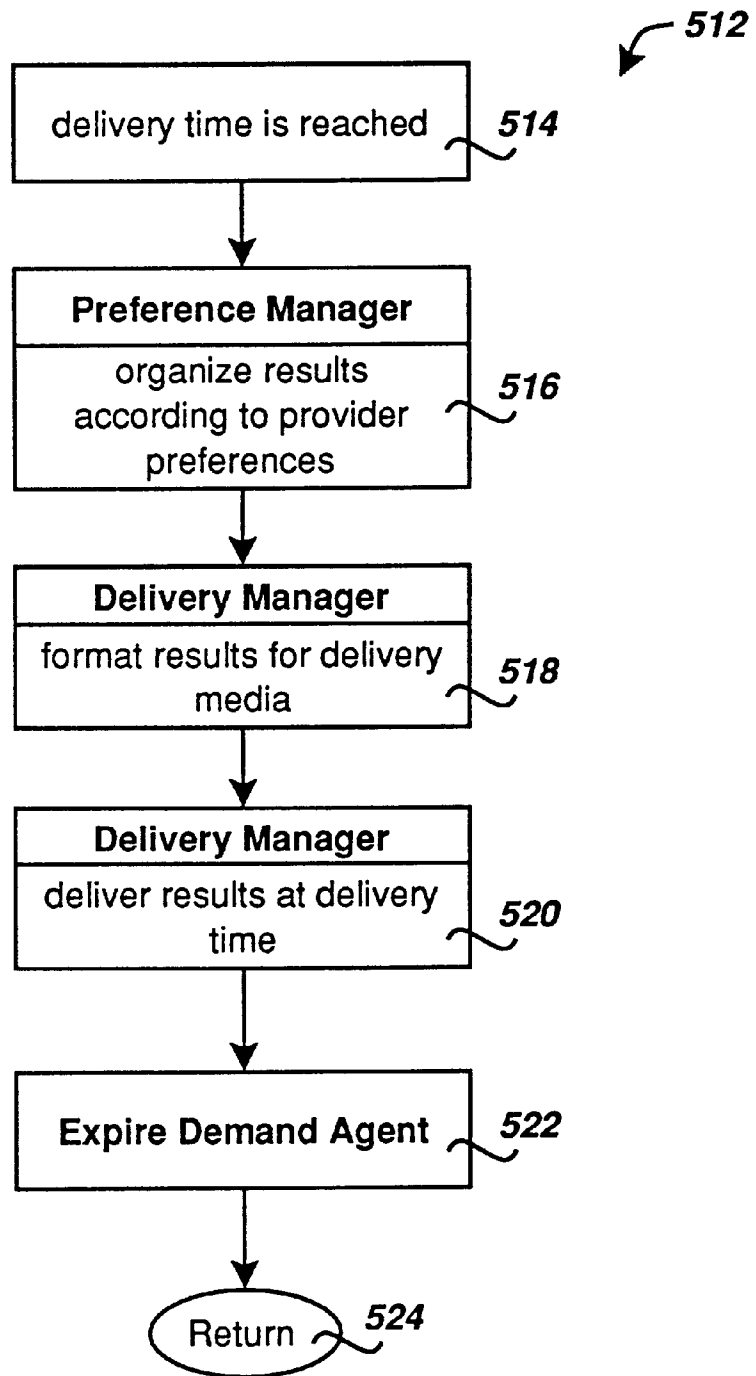 512
delivery time is reached
514
Preference Manager
organize results
according to provider
preferences
516
Delivery Manager
format results for delivery
media
518
Delivery Manager
deliver results at delivery
time
520
Expire Demand Agent
522
Return
524